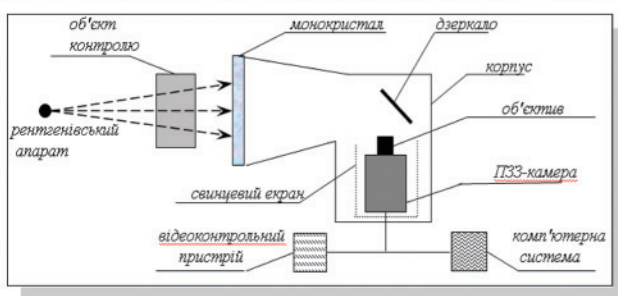 об'єкт
контролю
монокристал
дзеркало
корпус
об'єктив
рентгенівський
апарат
ПЗЗ-камера
свинцевий екран
відеоконтрольний
пристрій
комп'ютерна
система